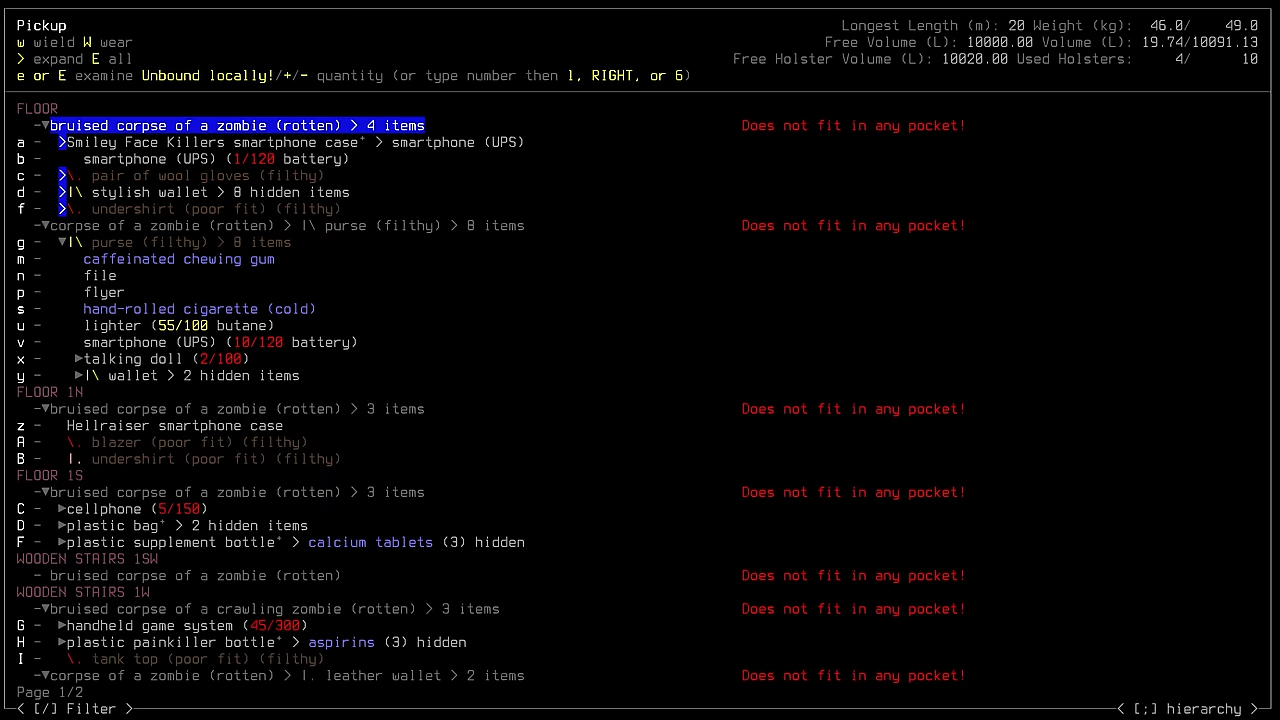 Pickup Longest Length (m): 20 Weight (kg): 46.0/ 49.0
w wield W wear Free Volume (L): 10000.00 Volume (L): 19.74/10091.13
> expand E all Free Holster Volume (L): 10020.00 Used Holsters: 4/ 10
e or E examine Unbound locally!/+/- quantity (or type number then l, RIGHT, or 6)
FLOOR
-▼bruised corpse of a zombie (rotten) > 4 items Does not fit in any pocket!
a - >Smiley Face Killers smartphone case⁺ > smartphone (UPS)
b - smartphone (UPS) (1/120 battery)
c - >\. pair of wool gloves (filthy)
d - >|\ stylish wallet > 8 hidden items
f - >\. undershirt (poor fit) (filthy)
-▼corpse of a zombie (rotten) > |\ purse (filthy) > 8 items Does not fit in any pocket!
g - ▼|\ purse (filthy) > 8 items
m - caffeinated chewing gum
n - file
p - flyer
s - hand-rolled cigarette (cold)
u - lighter (55/100 butane)
v - smartphone (UPS) (10/120 battery)
x - ▶talking doll (2/100)
y - ▶|\ wallet > 2 hidden items
FLOOR 1N
-▼bruised corpse of a zombie (rotten) > 3 items Does not fit in any pocket!
z - Hellraiser smartphone case
A - \. blazer (poor fit) (filthy)
B - |. undershirt (poor fit) (filthy)
FLOOR 1S
-▼bruised corpse of a zombie (rotten) > 3 items Does not fit in any pocket!
C - ▶cellphone (5/150)
D - ▶plastic bag⁺ > 2 hidden items
F - ▶plastic supplement bottle⁺ > calcium tablets (3) hidden
WOODEN STAIRS 1SW
- bruised corpse of a zombie (rotten) Does not fit in any pocket!
WOODEN STAIRS 1W
-▼bruised corpse of a crawling zombie (rotten) > 3 items Does not fit in any pocket!
G - ▶handheld game system (45/300)
H - ▶plastic painkiller bottle⁺ > aspirins (3) hidden
I - \. tank top (poor fit) (filthy)
-▼corpse of a zombie (rotten) > |. leather wallet > 2 items Does not fit in any pocket!
Page 1/2
< [/] Filter > < [;] hierarchy >